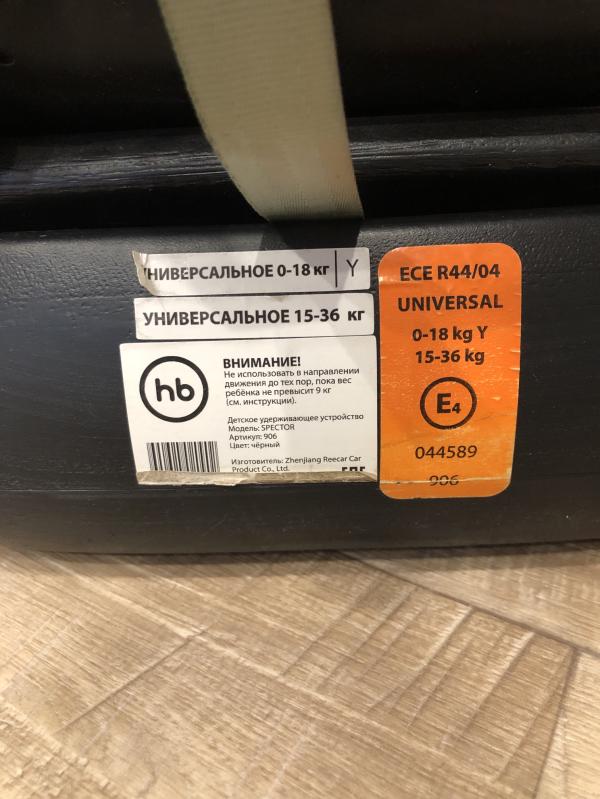 УНИВЕРСАЛЬНОЕ 0-18 кг Y
УНИВЕРСАЛЬНОЕ 15-36 кг
hb
ВНИМАНИЕ!
Не использовать в направлении
движения до тех пор, пока вес
ребёнка не превысит 9 кг
(см. инструкции).
Детское удерживающее устройство
Модель: SPECTOR
Артикул: 906
Цвет: чёрный
Изготовитель: Zhenjiang Reecar Car
Product Co., Ltd.
ECE R44/04
UNIVERSAL
0-18 kg Y
15-36 kg
E4
044589
906